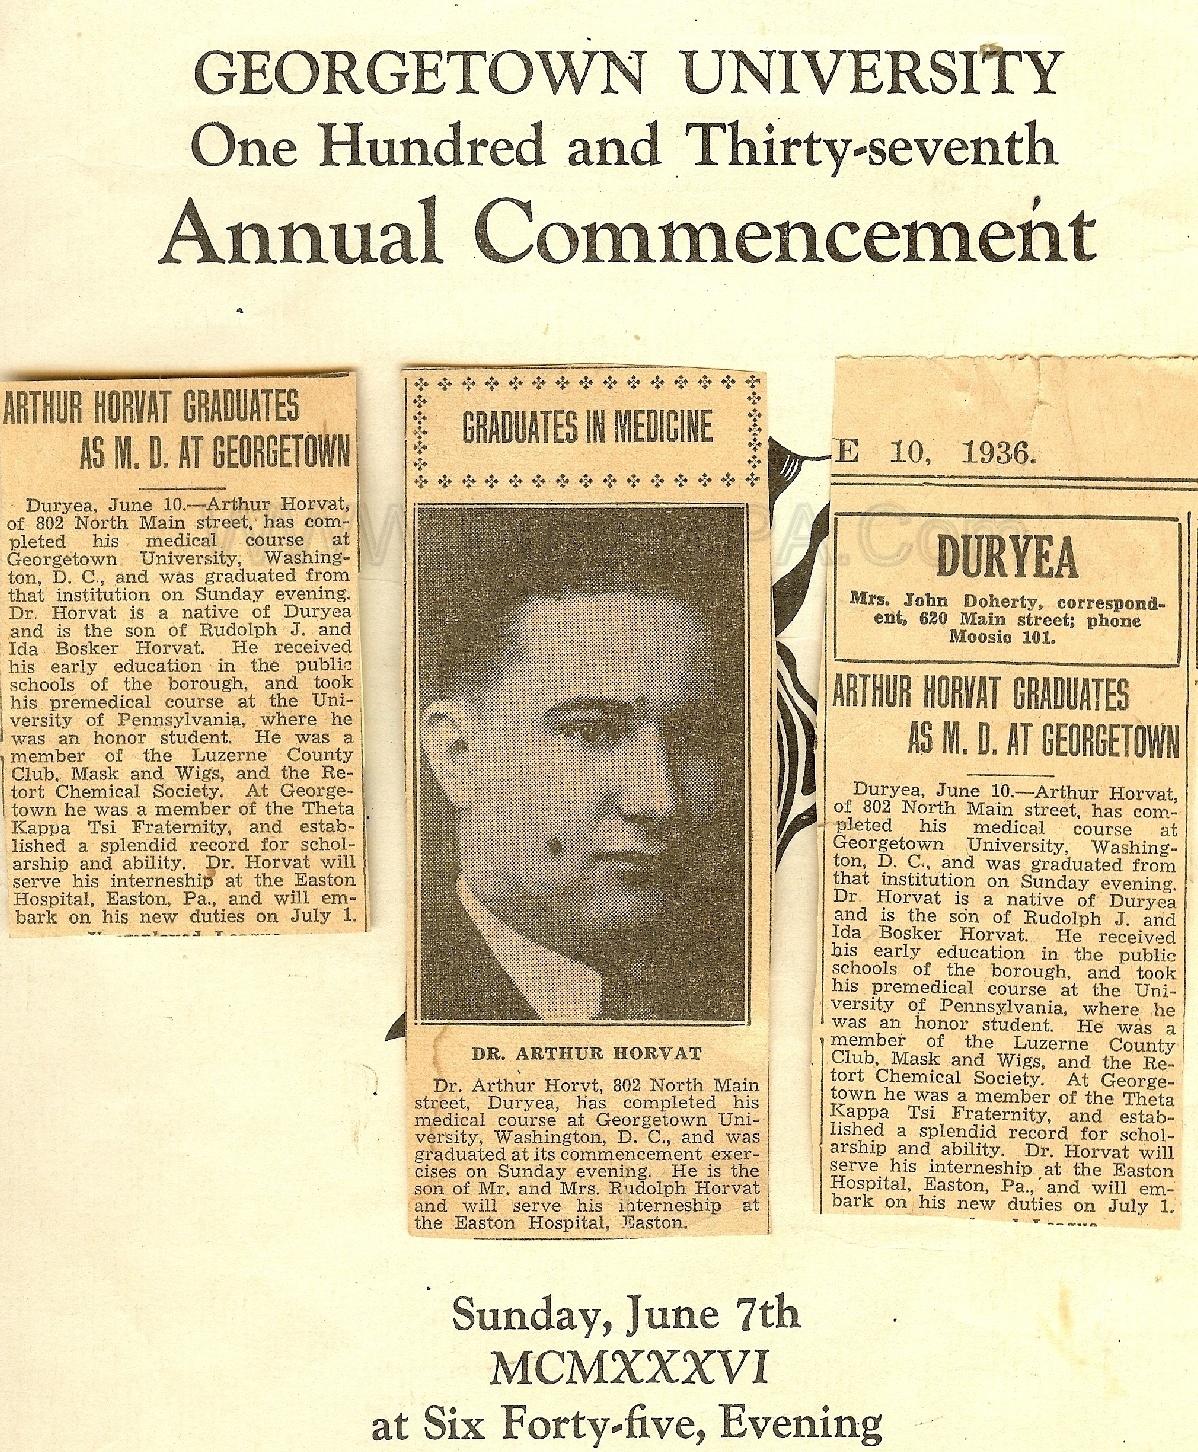 GEORGETOWN UNIVERSITY
One Hundred and Thirty-seventh
Annual Commencement
ARTHUR HORVAT GRADUATES
AS M. D. AT GEORGETOWN
Duryea, June 10.—Arthur Horvat,
of 802 North Main street, has com-
pleted his medical course at
Georgetown University, Washing-
ton, D. C., and was graduated from
that institution on Sunday evening.
Dr. Horvat is a native of Duryea
and is the son of Rudolph J. and
Ida Bosker Horvat. He received
his early education in the public
schools of the borough, and took
his premedical course at the Uni-
versity of Pennsylvania, where he
was an honor student. He was a
member of the Luzerne County
Club, Mask and Wigs, and the Re-
tort Chemical Society. At George-
town he was a member of the Theta
Kappa Tsi Fraternity, and estab-
lished a splendid record for schol-
arship and ability. Dr. Horvat will
serve his interneship at the Easton
Hospital, Easton, Pa., and will em-
bark on his new duties on July 1.
GRADUATES IN MEDICINE
DR. ARTHUR HORVAT
Dr. Arthur Horvt, 802 North Main
street, Duryea, has completed his
medical course at Georgetown Uni-
versity, Washington, D. C., and was
graduated at its commencement exer-
cises on Sunday evening. He is the
son of Mr. and Mrs. Rudolph Horvat
and will serve his interneship at
the Easton Hospital, Easton.
E 10, 1936.
DURYEA
Mrs. John Doherty, correspond-
ent, 620 Main street; phone
Moosic 101.
ARTHUR HORVAT GRADUATES
AS M. D. AT GEORGETOWN
Duryea, June 10.—Arthur Horvat,
of 802 North Main street, has com-
pleted his medical course at
Georgetown University, Washing-
ton, D. C., and was graduated from
that institution on Sunday evening.
Dr. Horvat is a native of Duryea
and is the son of Rudolph J. and
Ida Bosker Horvat. He received
his early education in the public
schools of the borough, and took
his premedical course at the Uni-
versity of Pennsylvania, where he
was an honor student. He was a
member of the Luzerne County
Club, Mask and Wigs, and the Re-
tort Chemical Society. At George-
town he was a member of the Theta
Kappa Tsi Fraternity, and estab-
lished a splendid record for schol-
arship and ability. Dr. Horvat will
serve his interneship at the Easton
Hospital, Easton, Pa., and will em-
bark on his new duties on July 1.
Sunday, June 7th
MCMXXXVI
at Six Forty-five, Evening